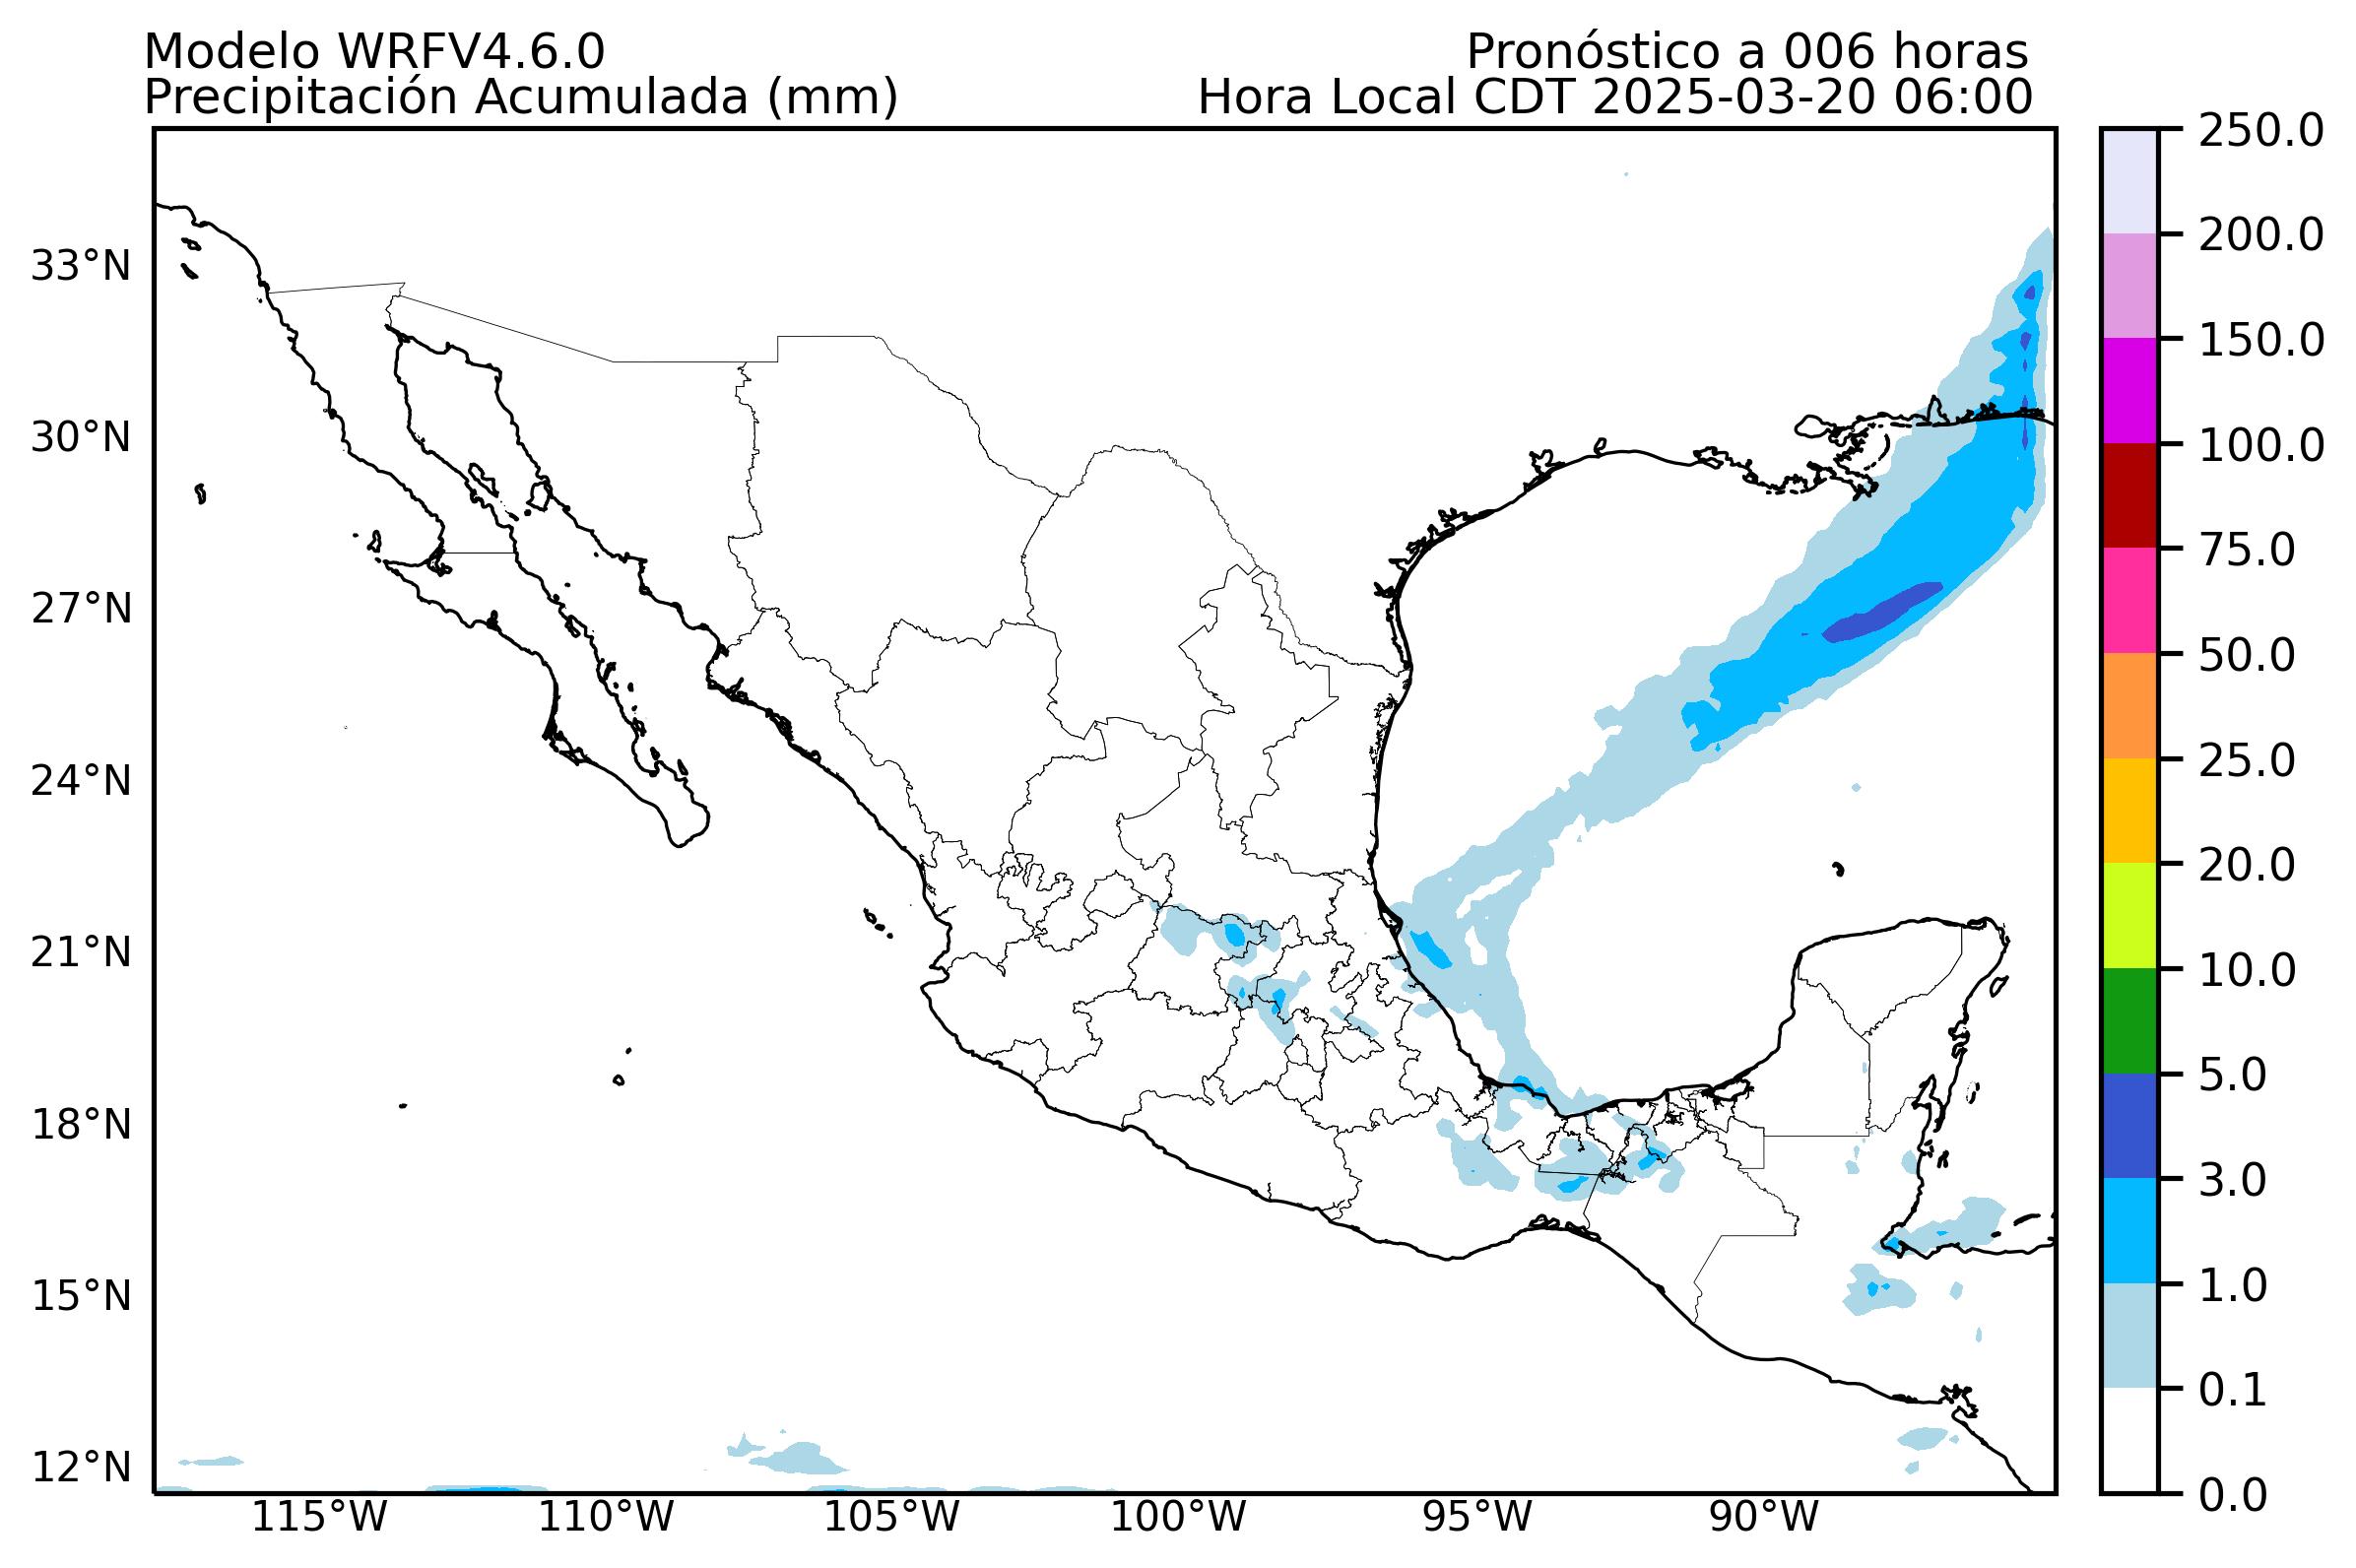 Modelo WRFV4.6.0
Pronóstico a 006 horas
Precipitación Acumulada (mm)
Hora Local CDT 2025-03-20 06:00
33°N
30°N
27°N
24°N
21°N
18°N
15°N
12°N
115°W
110°W
105°W
100°W
95°W
90°W
250.0
200.0
150.0
100.0
75.0
50.0
25.0
20.0
10.0
5.0
3.0
1.0
0.1
0.0